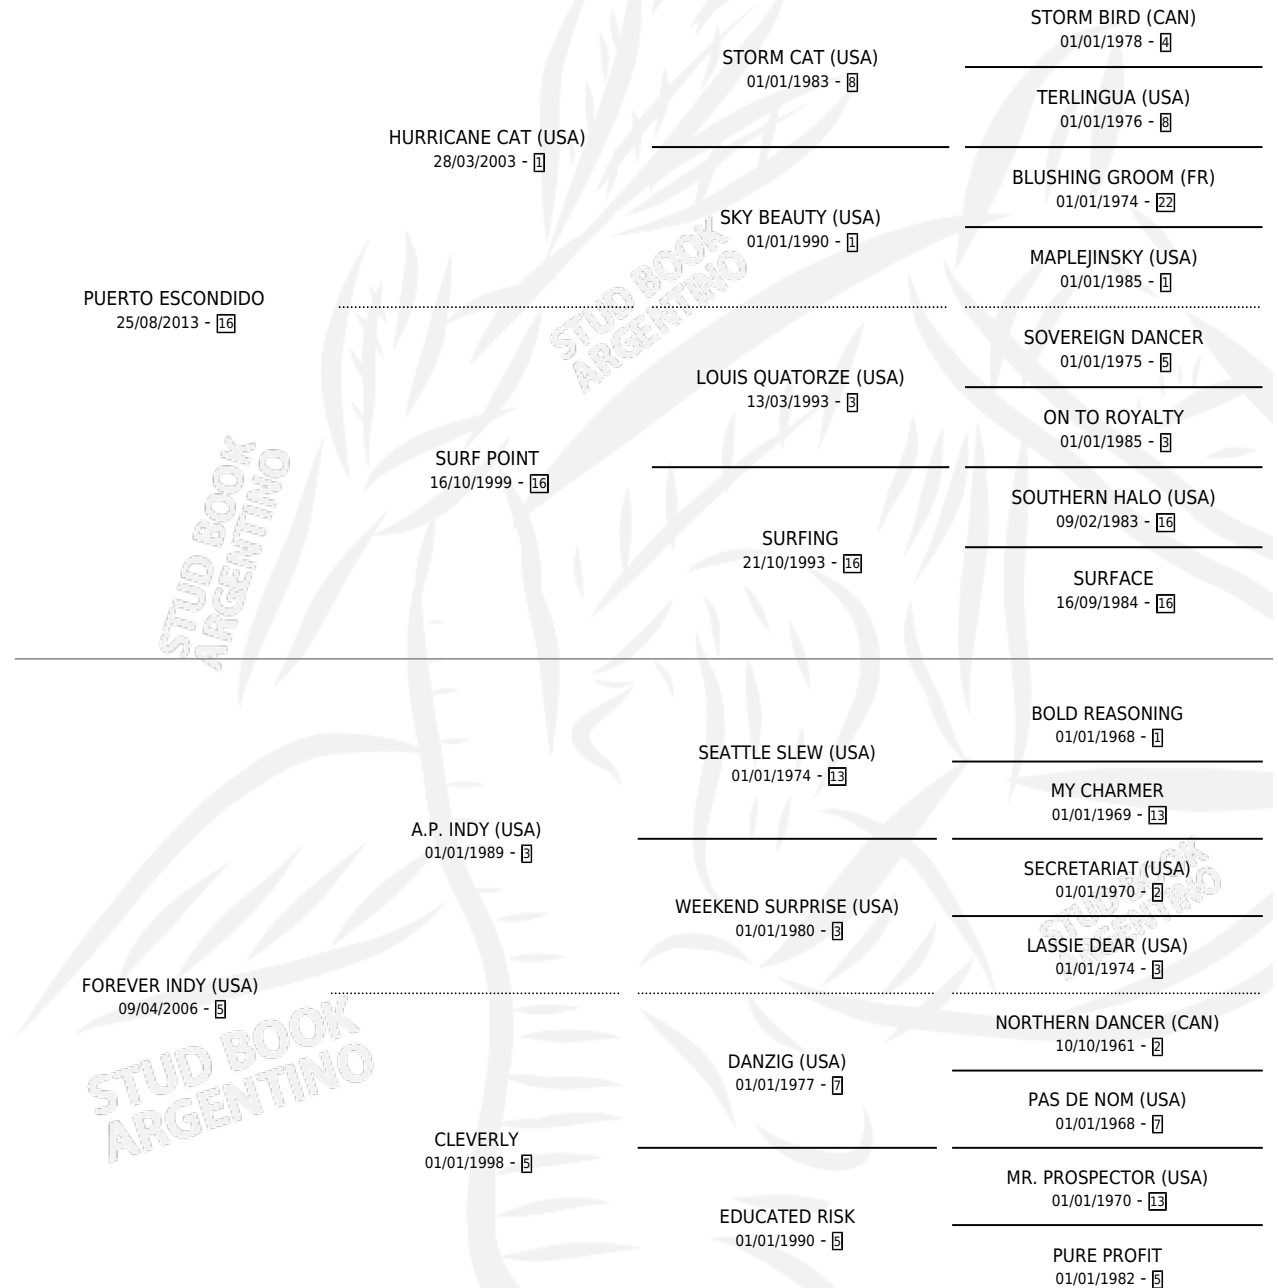 STORM BIRD (CAN)
01/01/1978 - 4
STORM CAT (USA)
01/01/1983 - 8
TERLINGUA (USA)
01/01/1976 - 8
HURRICANE CAT (USA)
28/03/2003 - 1
BLUSHING GROOM (FR)
01/01/1974 - 22
SKY BEAUTY (USA)
01/01/1990 - 1
MAPLEJINSKY (USA)
01/01/1985 - 1
PUERTO ESCONDIDO
25/08/2013 - 16
SOVEREIGN DANCER
01/01/1975 - 5
LOUIS QUATORZE (USA)
13/03/1993 - 3
ON TO ROYALTY
01/01/1985 - 3
SURF POINT
16/10/1999 - 16
SOUTHERN HALO (USA)
09/02/1983 - 16
SURFING
21/10/1993 - 16
SURFACE
16/09/1984 - 16
STUD BOOK
ARGENTINO
STUD BOOK
ARGENTINO
BOLD REASONING
01/01/1968 - 1
SEATTLE SLEW (USA)
01/01/1974 - 13
MY CHARMER
01/01/1969 - 13
A.P. INDY (USA)
01/01/1989 - 3
SECRETARIAT (USA)
01/01/1970 - 2
WEEKEND SURPRISE (USA)
01/01/1980 - 3
LASSIE DEAR (USA)
01/01/1974 - 3
STUD BOOK
ARGENTINO
FOREVER INDY (USA)
09/04/2006 - 5
NORTHERN DANCER (CAN)
10/10/1961 - 2
DANZIG (USA)
01/01/1977 - 7
PAS DE NOM (USA)
01/01/1968 - 7
STUD BOOK
ARGENTINO
CLEVERLY
01/01/1998 - 5
MR. PROSPECTOR (USA)
01/01/1970 - 13
EDUCATED RISK
01/01/1990 - 5
PURE PROFIT
01/01/1982 - 5